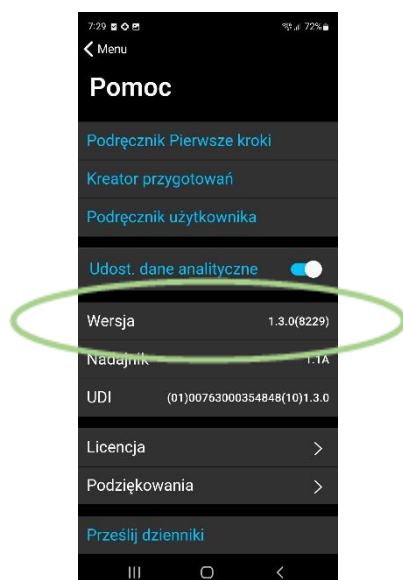 7:29 72%
Menu
Pomoc
Podręcznik Pierwsze kroki
Kreator przygotowań
Podręcznik użytkownika
Udost. dane analityczne
Wersja 1.3.0(8229)
Nadajnik 1.1A
UDI (01)00763000354848(10)1.3.0
Licencja
Podziękowania
Prześlij dzienniki